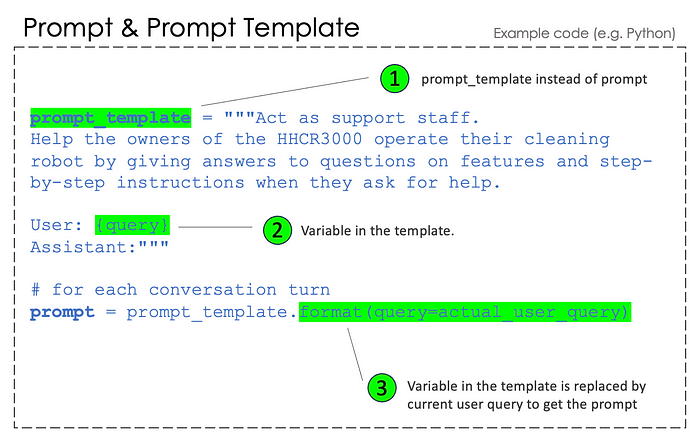 Prompt & Prompt Template
Example code (e.g. Python)
1
prompt_template instead of prompt
prompt_template = """Act as support staff.
Help the owners of the HHCR3000 operate their cleaning
robot by giving answers to questions on features and step-
by-step instructions when they ask for help.
User: {query}
2
Variable in the template.
Assistant:"""
# for each conversation turn
prompt = prompt_template.format(query=actual_user_query)
3
Variable in the template is replaced by
current user query to get the prompt